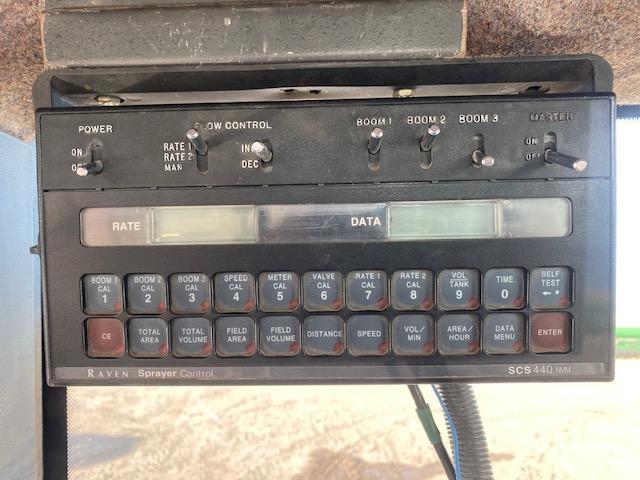 POWER
ON
OFF
FLOW CONTROL
RATE 1
RATE 2
MAN
INC
DEC
BOOM 1 BOOM 2 BOOM 3
MASTER
ON
OFF
RATE DATA
BOOM 1 CAL 1
BOOM 2 CAL 2
BOOM 3 CAL 3
SPEED CAL 4
METER CAL 5
VALVE CAL 6
RATE 1 CAL 7
RATE 2 CAL 8
VOL TANK 9
TIME 0
SELF TEST ←
CE
TOTAL AREA
TOTAL VOLUME
FIELD AREA
FIELD VOLUME
DISTANCE
SPEED
VOL/ MIN
AREA/ HOUR
DATA MENU
ENTER
RAVEN Sprayer Control SCS 440 NVM